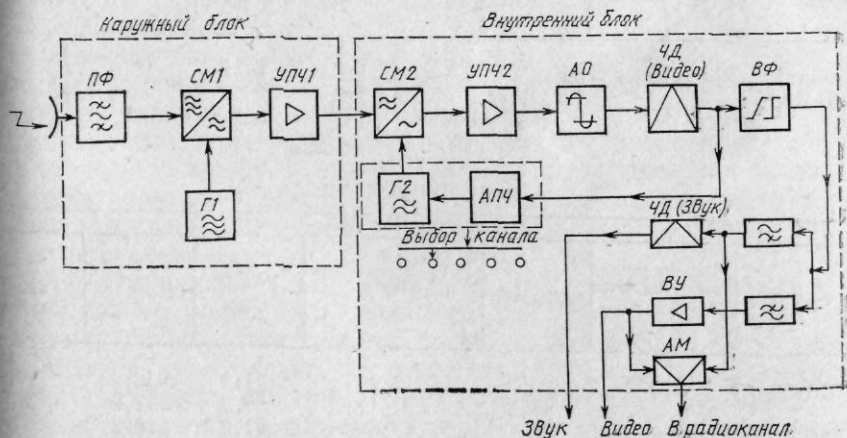 Наружный блок
Внутренний блок
ПФ
СМ1
УПЧ1
СМ2
УПЧ2
АО
ЧД
(Видео)
ВФ
Г1
Г2
АПЧ
Выбор канала
ЧД (Звук)
ВУ
АМ
Звук
Видео
В радиоканал